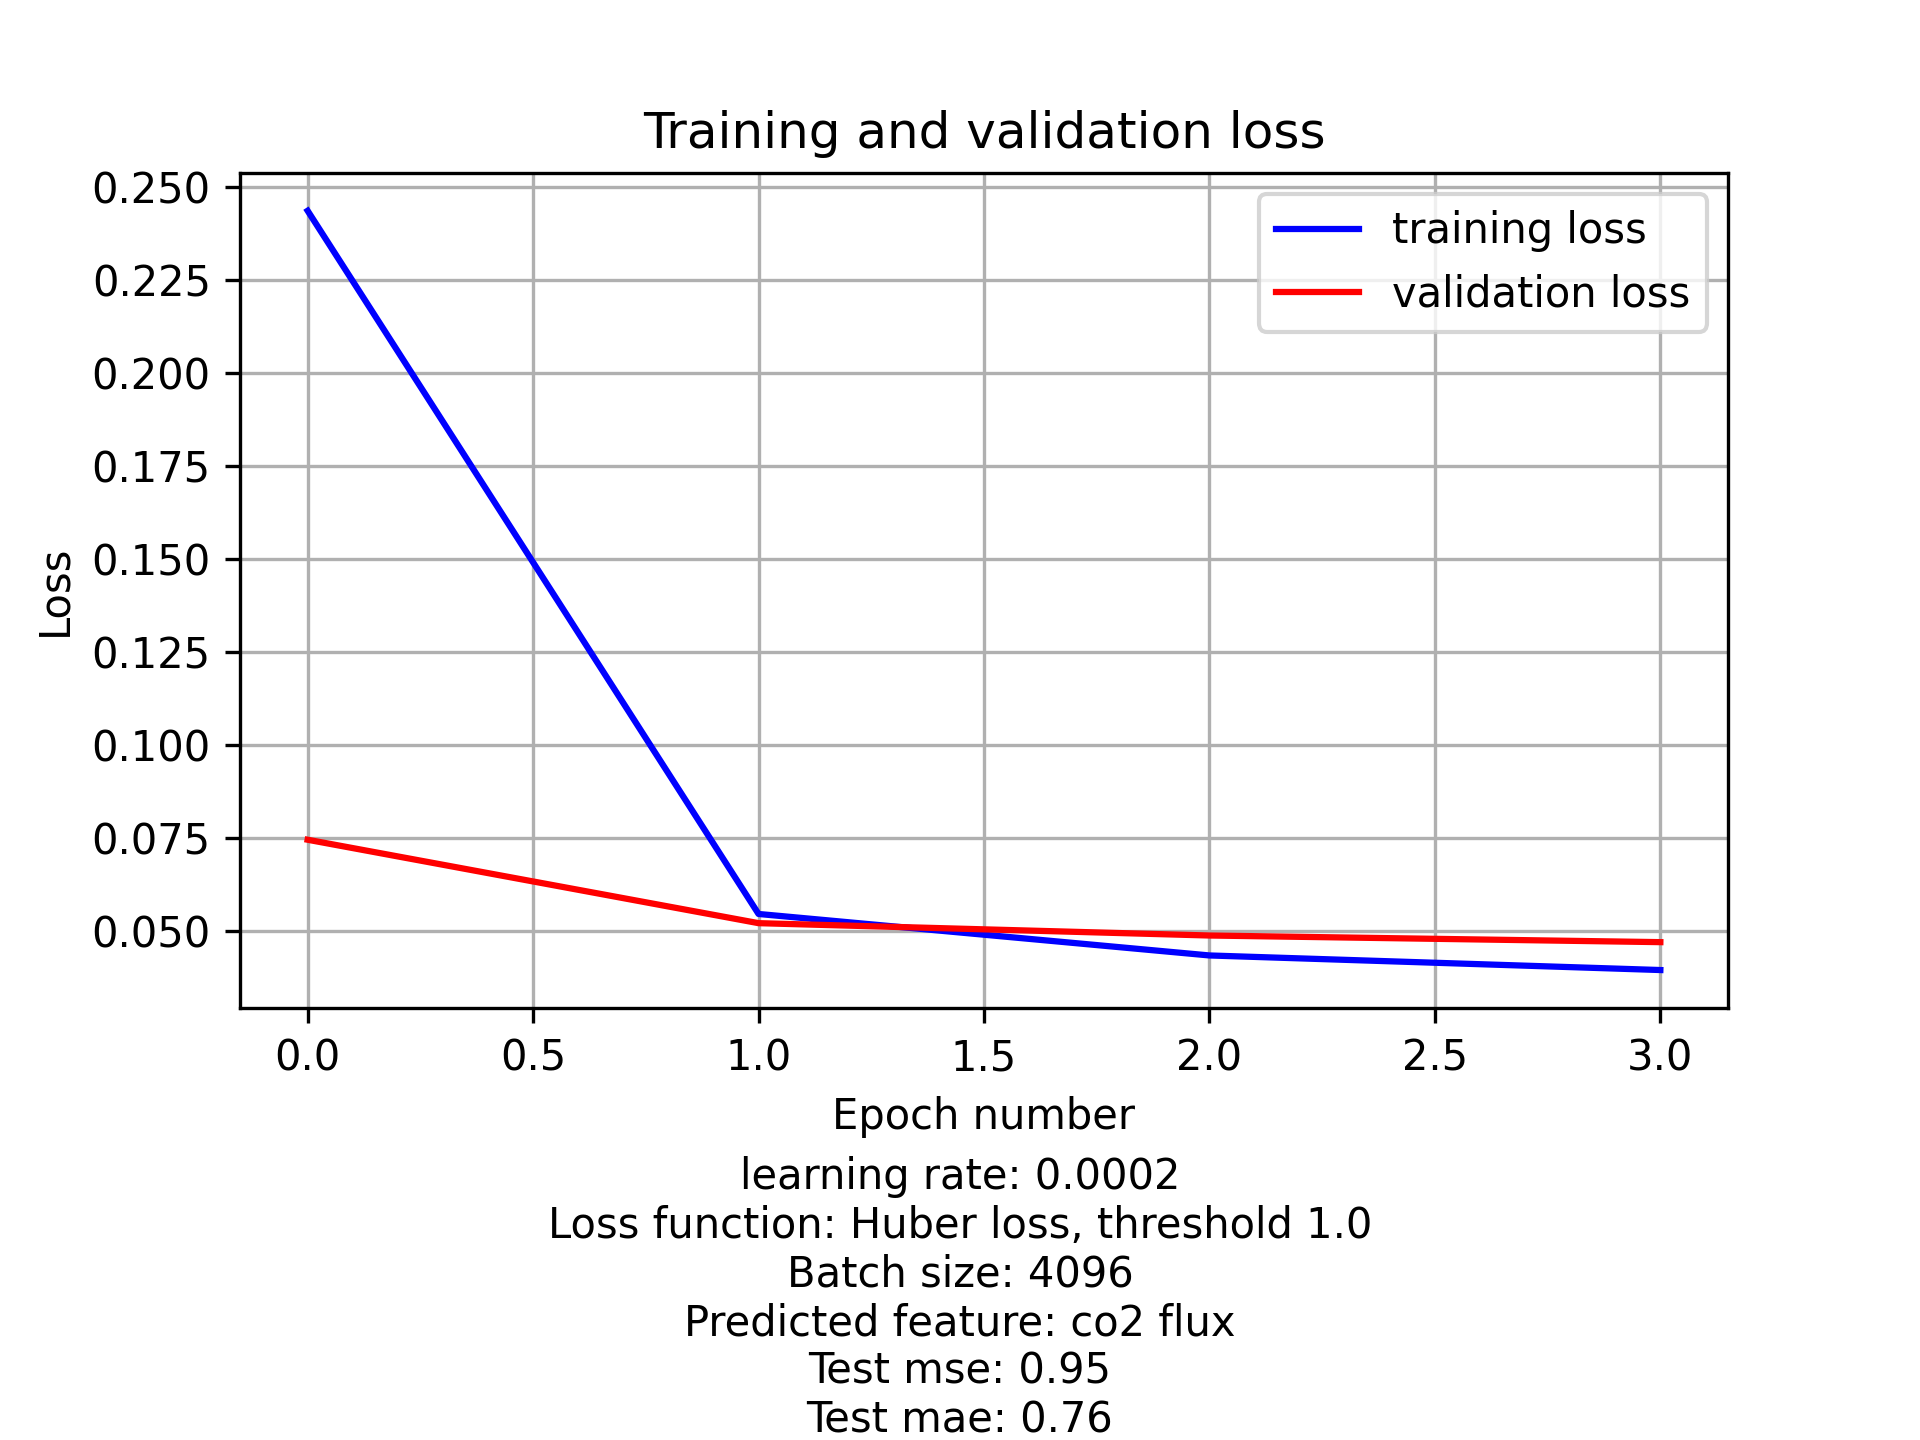 Training and validation loss
0.250
0.225
0.200
0.175
0.150
0.125
0.100
0.075
0.050
Loss
training loss
validation loss
0.0 0.5 1.0 1.5 2.0 2.5 3.0
Epoch number
learning rate: 0.0002
Loss function: Huber loss, threshold 1.0
Batch size: 4096
Predicted feature: co2 flux
Test mse: 0.95
Test mae: 0.76